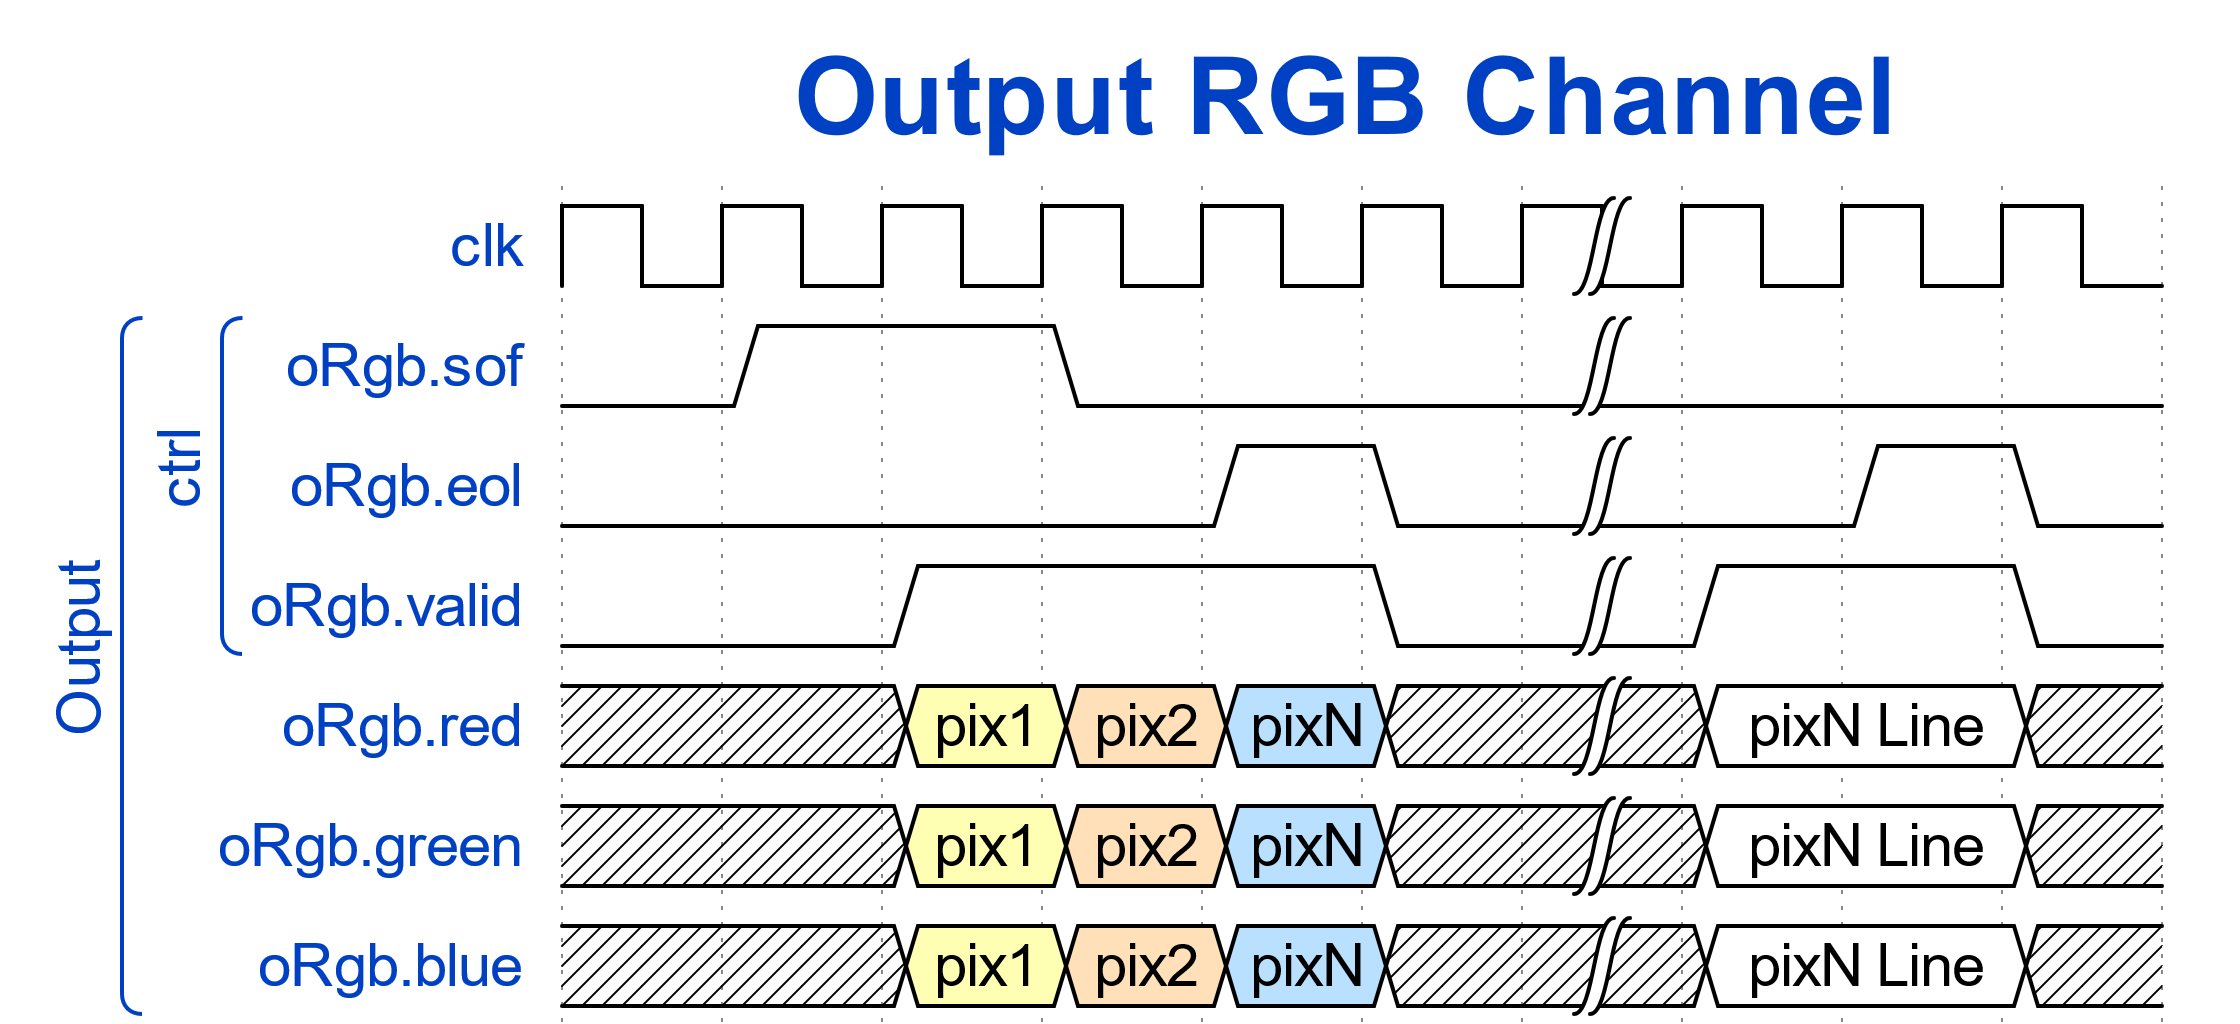 Output RGB Channel
clk
Output
ctrl
oRgb.sof
oRgb.eol
oRgb.valid
oRgb.red pix1 pix2 pixN pixN Line
oRgb.green pix1 pix2 pixN pixN Line
oRgb.blue pix1 pix2 pixN pixN Line